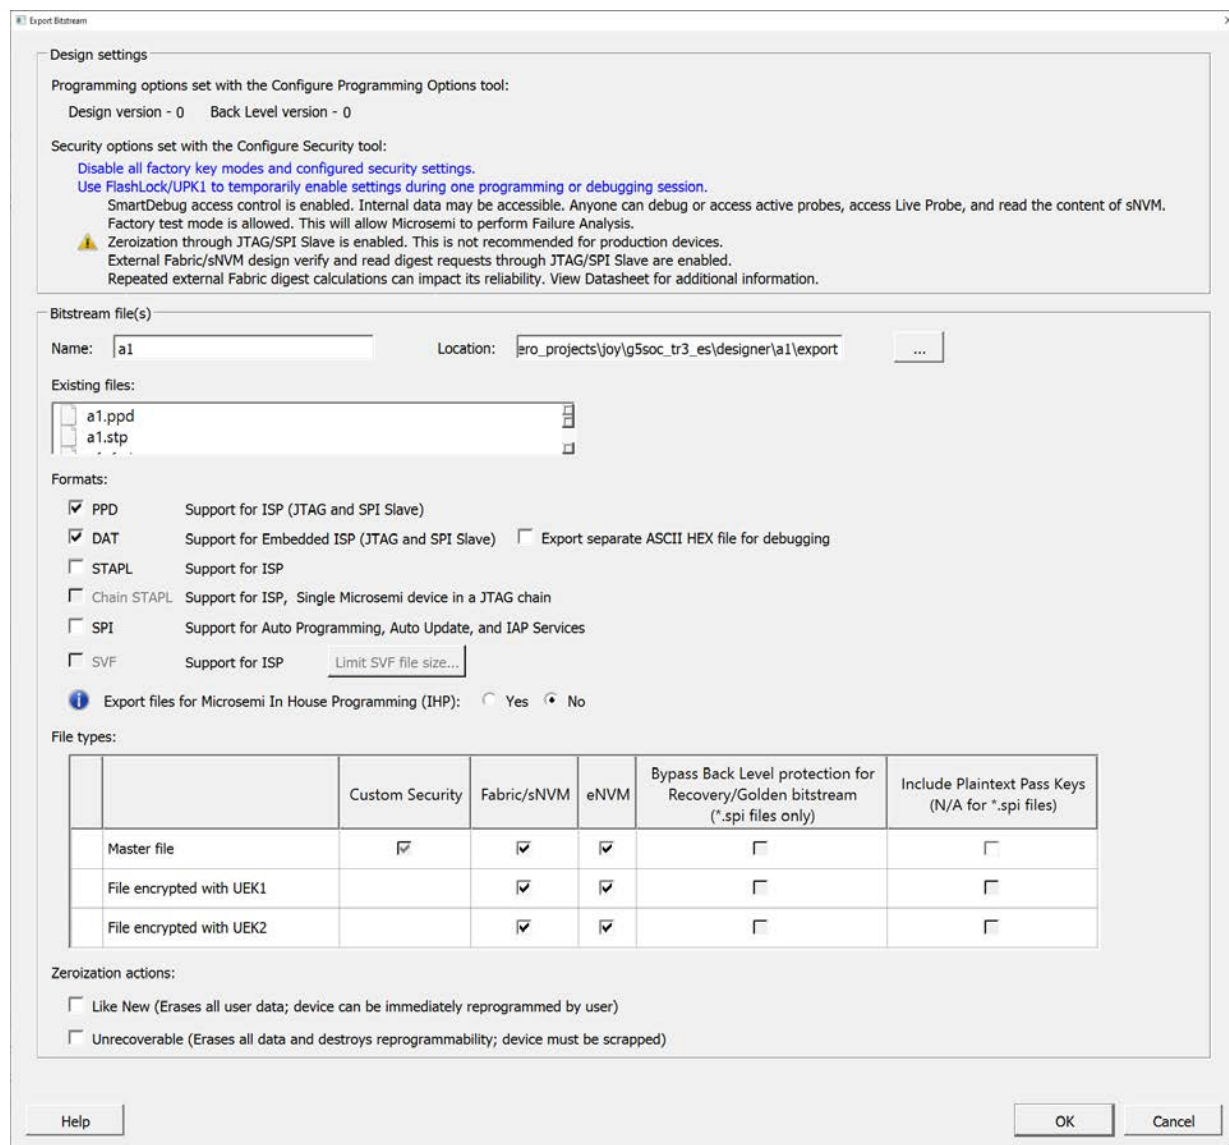 Export Bitstream
Design settings
Programming options set with the Configure Programming Options tool:
Design version - 0 Back Level version - 0
Security options set with the Configure Security tool:
Disable all factory key modes and configured security settings.
Use FlashLock/UPK1 to temporarily enable settings during one programming or debugging session.
SmartDebug access control is enabled. Internal data may be accessible. Anyone can debug or access active probes, access Live Probe, and read the content of sNVM.
Factory test mode is allowed. This will allow Microsemi to perform Failure Analysis.
Zeroization through JTAG/SPI Slave is enabled. This is not recommended for production devices.
External Fabric/sNVM design verify and read digest requests through JTAG/SPI Slave are enabled.
Repeated external Fabric digest calculations can impact its reliability. View Datasheet for additional information.
Bitstream file(s)
Name: a1 Location: ero_projects\joy\g5soc_tr3_es\designer\a1\export ...
Existing files:
a1.ppd
a1.stp
Formats:
PPD Support for ISP (JTAG and SPI Slave)
DAT Support for Embedded ISP (JTAG and SPI Slave) Export separate ASCII HEX file for debugging
STAPL Support for ISP
Chain STAPL Support for ISP, Single Microsemi device in a JTAG chain
SPI Support for Auto Programming, Auto Update, and IAP Services
SVF Support for ISP Limit SVF file size...
Export files for Microsemi In House Programming (IHP): Yes No
File types:
Custom Security Fabric/sNVM eNVM Bypass Back Level protection for Recovery/Golden bitstream (*.spi files only) Include Plaintext Pass Keys (N/A for *.spi files)
Master file
File encrypted with UEK1
File encrypted with UEK2
Zeroization actions:
Like New (Erases all user data; device can be immediately reprogrammed by user)
Unrecoverable (Erases all data and destroys reprogrammability; device must be scrapped)
Help OK Cancel